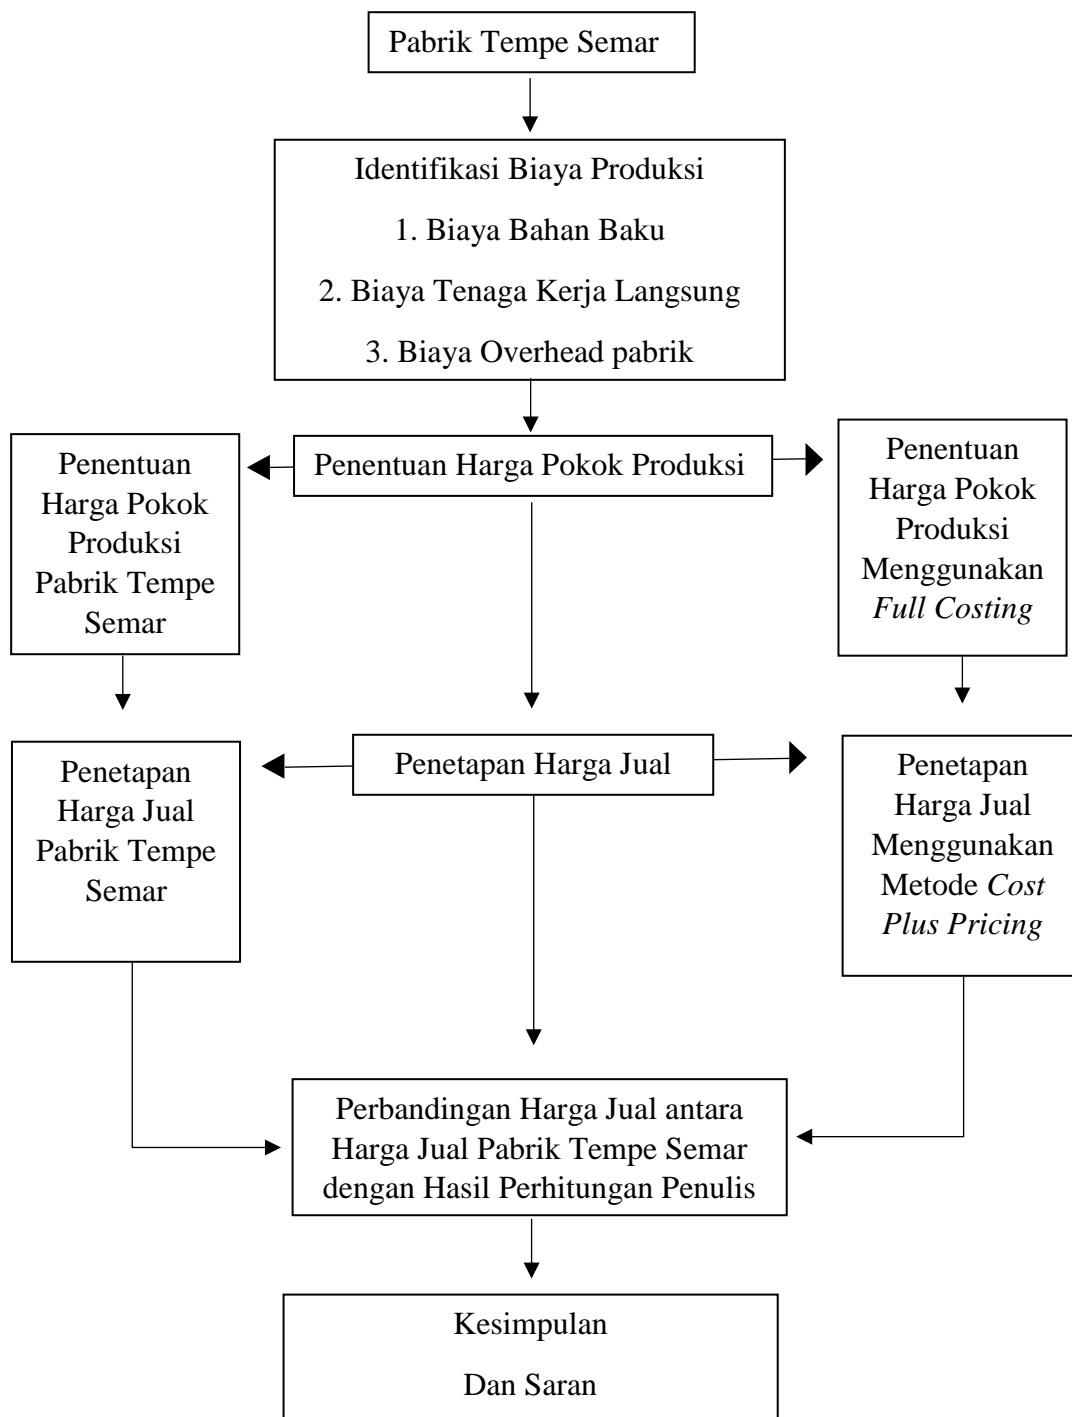 Pabrik Tempe Semar
Identifikasi Biaya Produksi
1. Biaya Bahan Baku
2. Biaya Tenaga Kerja Langsung
3. Biaya Overhead pabrik
Penentuan
Harga Pokok
Produksi
Pabrik Tempe
Semar
Penentuan Harga Pokok Produksi
Penentuan
Harga Pokok
Produksi
Menggunakan
Full Costing
Penetapan
Harga Jual
Pabrik Tempe
Semar
Penetapan Harga Jual
Penetapan
Harga Jual
Menggunakan
Metode Cost
Plus Pricing
Perbandingan Harga Jual antara
Harga Jual Pabrik Tempe Semar
dengan Hasil Perhitungan Penulis
Kesimpulan
Dan Saran